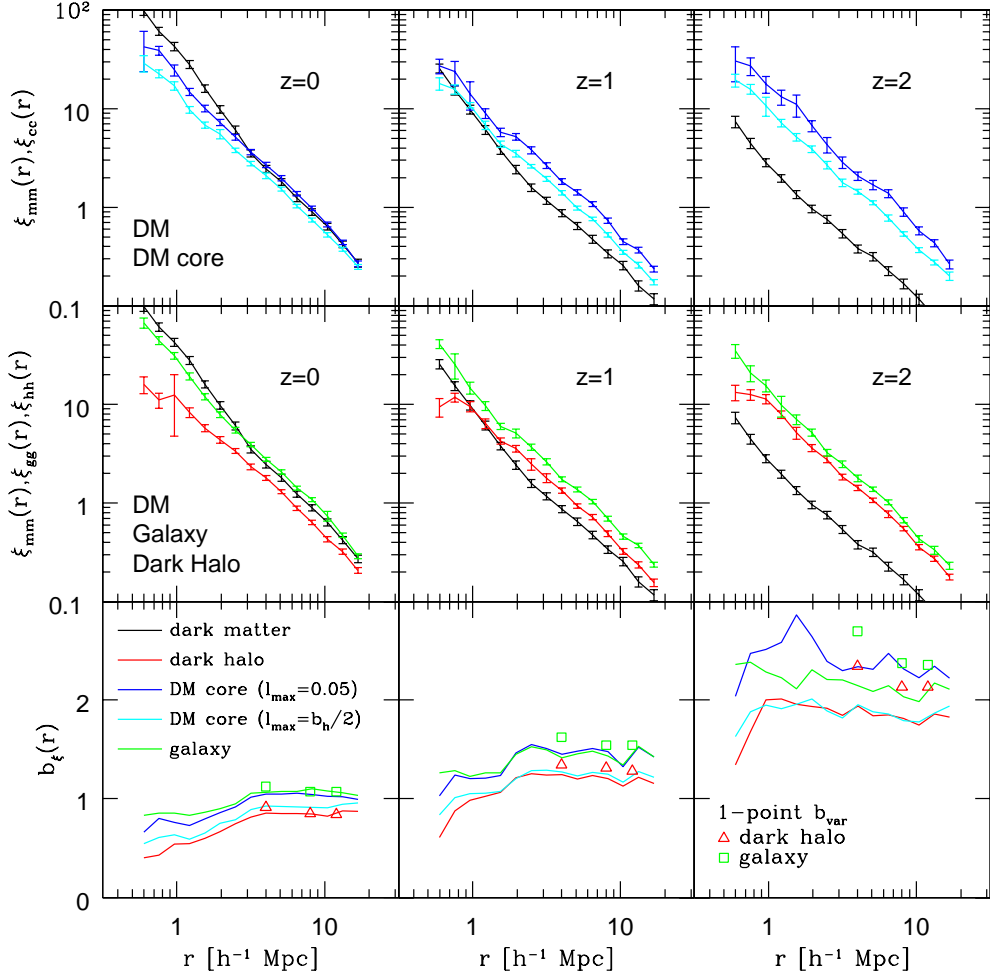 10²
10
1
0.1
ξmm(r),ξcc(r)
z=0
z=1
z=2
DM
DM core
10
1
0.1
ξmm(r),ξgg(r),ξhh(r)
z=0
z=1
z=2
DM
Galaxy
Dark Halo
2
1
0
bξ(r)
dark matter
dark halo
DM core (lmax=0.05)
DM core (lmax=bh/2)
galaxy
1-point bvar
dark halo
galaxy
1 10
1 10
1 10
r [h⁻¹ Mpc]
r [h⁻¹ Mpc]
r [h⁻¹ Mpc]